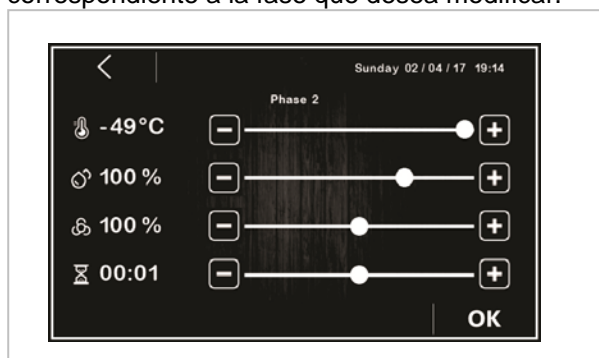 correspondiente a la fase que desea modificar.
Sunday 02 / 04 / 17 19:14
Phase 2
-49°C
100 %
100 %
00:01
OK